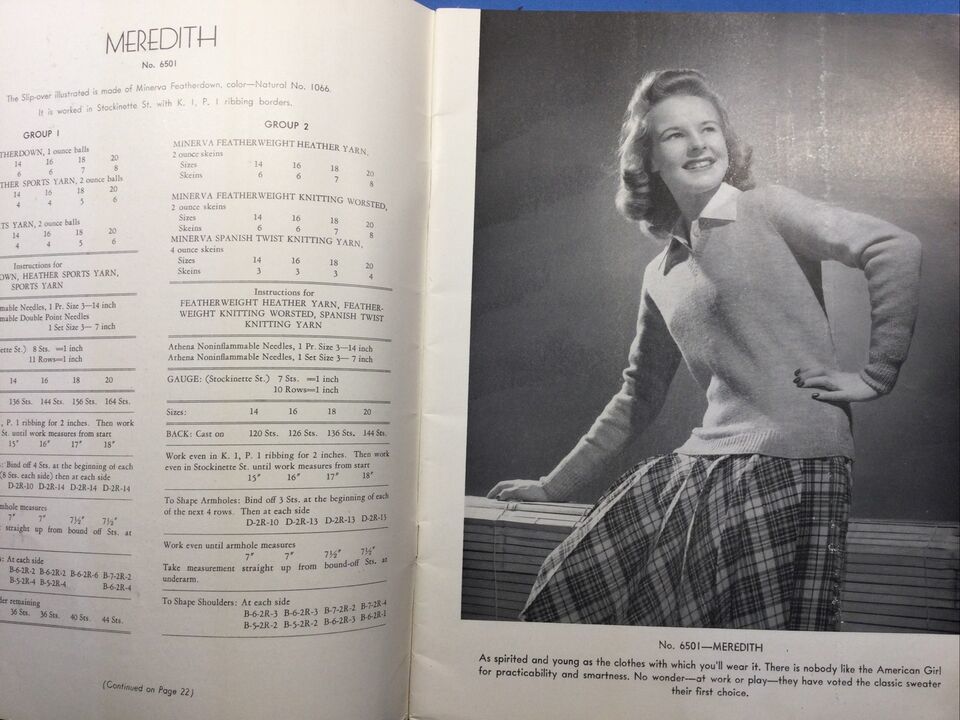 MEREDITH
No. 6501
The Slip-over illustrated is made of Minerva Featherdown, color—Natural No. 1066.
It is worked in Stockinette St. with K. 1, P. 1 ribbing borders.
GROUP 1
THERDOWN, 1 ounce balls
14 16 18 20
6 6 7 8
THER SPORTS YARN, 2 ounce balls
14 16 18 20
4 4 5 6
TS YARN, 2 ounce balls
14 16 18 20
4 4 5 6
Instructions for
OWN, HEATHER SPORTS YARN,
SPORTS YARN
mable Needles, 1 Pr. Size 3—14 inch
mable Double Point Needles
1 Set Size 3— 7 inch
ette St.) 8 Sts. =1 inch
11 Rows=1 inch
14 16 18 20
136 Sts. 144 Sts. 156 Sts. 164 Sts.
, P. 1 ribbing for 2 inches. Then work
St. until work measures from start
15″ 16″ 17″ 18″
: Bind off 4 Sts. at the beginning of each
(8 Sts. each side) then at each side
D-2R-10 D-2R-14 D-2R-14 D-2R-14
mhole measures
7″ 7″ 7½″ 7½″
straight up from bound off Sts. at
: At each side
B-6-2R-2 B-6-2R-2 B-6-2R-6 B-7-2R-2
B-5-2R-4 B-5-2R-4. B-6-2R-4
der remaining
36 Sts. 36 Sts. 40 Sts. 44 Sts.
GROUP 2
MINERVA FEATHERWEIGHT HEATHER YARN,
2 ounce skeins
Sizes 14 16 18 20
Skeins 6 6 7 8
MINERVA FEATHERWEIGHT KNITTING WORSTED,
2 ounce skeins
Sizes 14 16 18 20
Skeins 6 6 7 8
MINERVA SPANISH TWIST KNITTING YARN,
4 ounce skeins
Sizes 14 16 18 20
Skeins 3 3 3 4
Instructions for
FEATHERWEIGHT HEATHER YARN, FEATHER-
WEIGHT KNITTING WORSTED, SPANISH TWIST
KNITTING YARN
Athena Noninflammable Needles, 1 Pr. Size 3—14 inch
Athena Noninflammable Needles, 1 Set Size 3— 7 inch
GAUGE: (Stockinette St.) 7 Sts. =1 inch
10 Rows=1 inch
Sizes: 14 16 18 20
BACK: Cast on 120 Sts. 126 Sts. 136 Sts. 144 Sts.
Work even in K. 1, P. 1 ribbing for 2 inches. Then work
even in Stockinette St. until work measures from start
15″ 16″ 17″ 18″
To Shape Armholes: Bind off 3 Sts. at the beginning of each
of the next 4 rows. Then at each side
D-2R-10 D-2R-13 D-2R-13 D-2R-13
Work even until armhole measures
7″ 7″ 7½″ 7½″
Take measurement straight up from bound-off Sts. at
underarm.
To Shape Shoulders: At each side
B-6-2R-3 B-6-2R-3 B-7-2R-2 B-7-2R-4
B-5-2R-2 B-5-2R-2 B-6-2R-3 B-6-2R-1
(Continued on Page 22)
No. 6501—MEREDITH
As spirited and young as the clothes with which you'll wear it. There is nobody like the American Girl
for practicability and smartness. No wonder—at work or play—they have voted the classic sweater
their first choice.